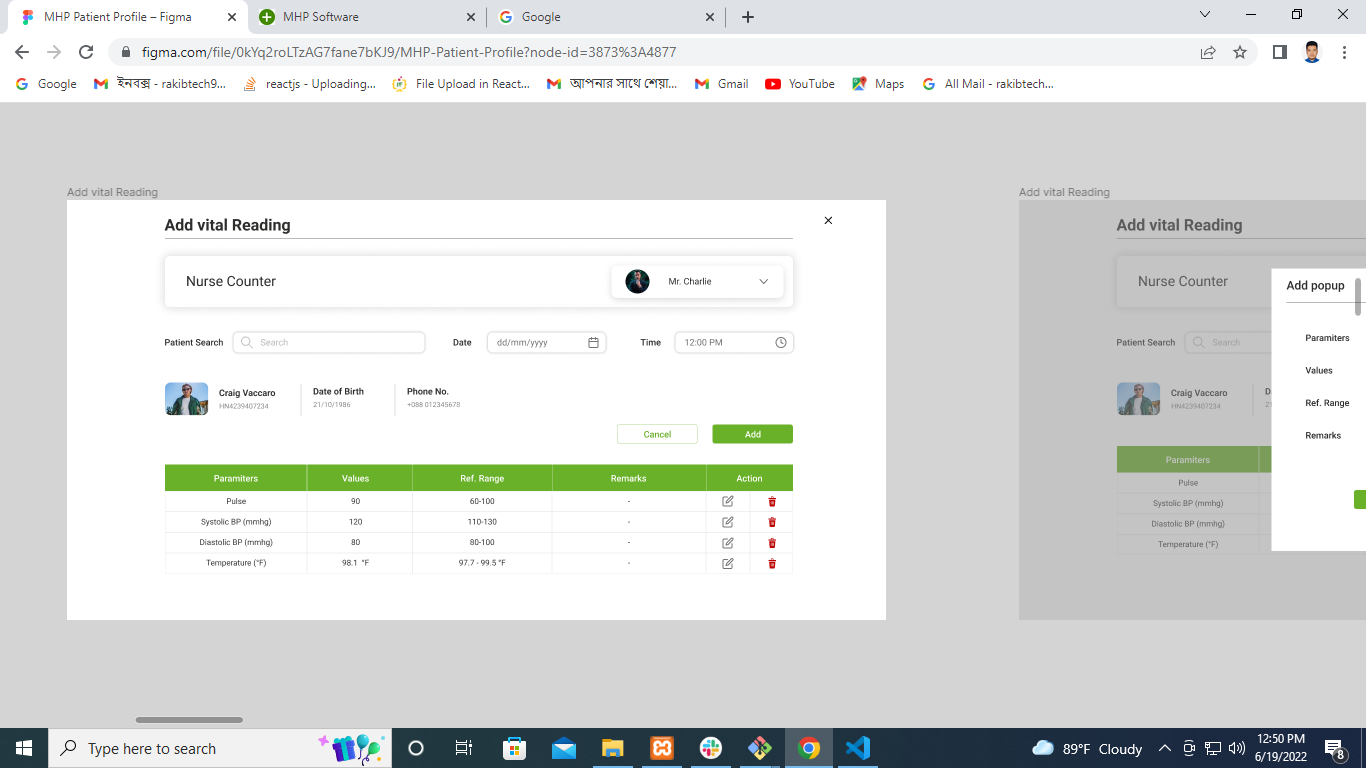 MHP Patient Profile – Figma
MHP Software
Google
figma.com/file/0kYq2roLTzAG7fane7bKJ9/MHP-Patient-Profile?node-id=3873%3A4877
Google
ইনবক্স - rakibtech9...
reactjs - Uploading...
File Upload in React...
আপনার সাথে শেয়া...
Gmail
YouTube
Maps
All Mail - rakibtech...
Add vital Reading
Add vital Reading
Nurse Counter
Mr. Charlie
Patient Search
Search
Date
dd/mm/yyyy
Time
12:00 PM
Craig Vaccaro
HN4239407234
Date of Birth
21/10/1986
Phone No.
+088 012345678
Cancel
Add
Paramiters Values Ref. Range Remarks Action
Pulse 90 60-100 -
Systolic BP (mmhg) 120 110-130 -
Diastolic BP (mmhg) 80 80-100 -
Temperature (°F) 98.1 °F 97.7 - 99.5 °F -
Add vital Reading
Add vital Reading
Nurse Counter
Patient Search
Search
Craig Vaccaro
HN4239407234
D
2
Paramiters
Pulse
Systolic BP (mmhg)
Diastolic BP (mmhg)
Temperature (°F)
Add popup
Paramiters
Values
Ref. Range
Remarks
Type here to search
89°F Cloudy
12:50 PM
6/19/2022
8